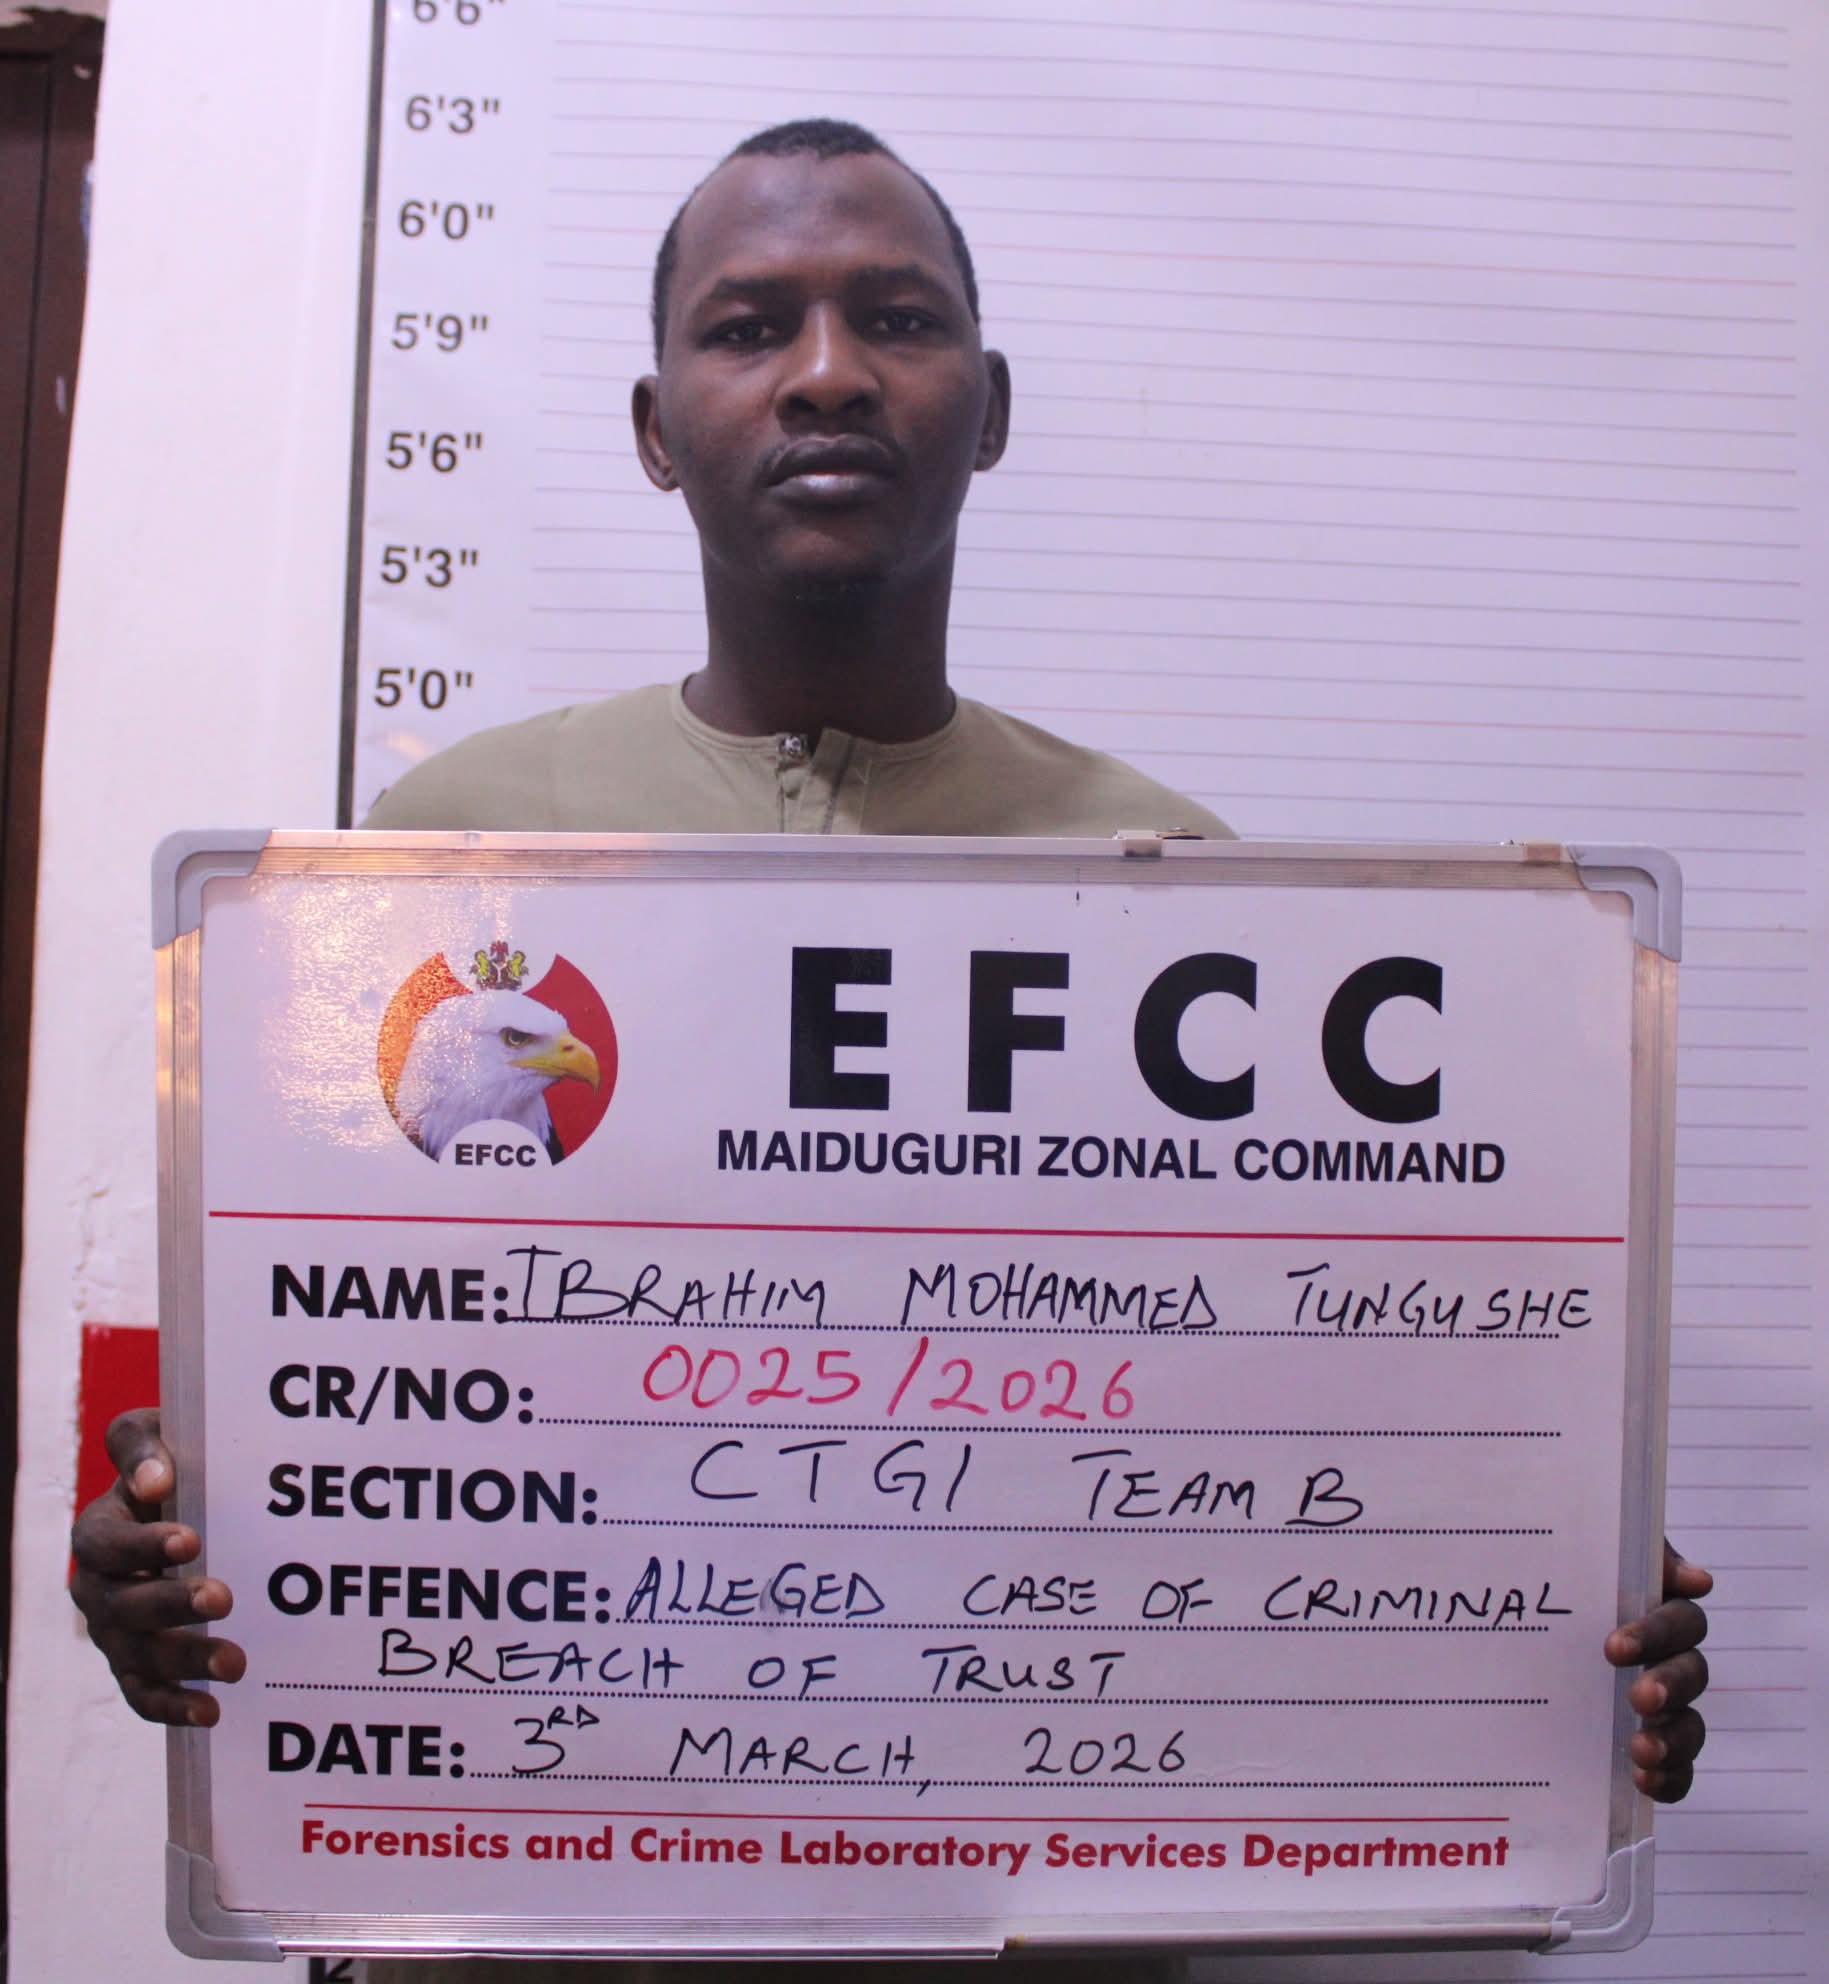 6'6"
6'3"
6'0"
5'9"
5'6"
5'3"
5'0"
EFCC
EFCC
MAIDUGURI ZONAL COMMAND
NAME: IBRAHIM MOHAMMED TUNGUSHE
CR/NO: 0025/2026
SECTION: CTGI TEAM B
OFFENCE: ALLEGED CASE OF CRIMINAL
BREACH OF TRUST
DATE: 3RD MARCH, 2026
Forensics and Crime Laboratory Services Department